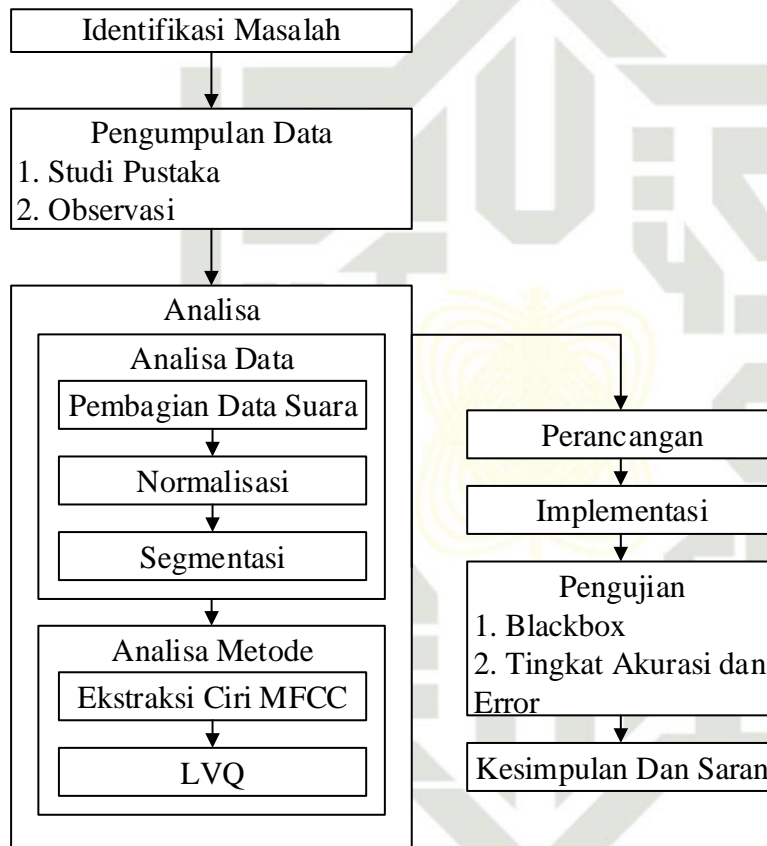 Identifikasi Masalah
Pengumpulan Data
1. Studi Pustaka
2. Observasi
Analisa
Analisa Data
Pembagian Data Suara
Normalisasi
Segmentasi
Analisa Metode
Ekstraksi Ciri MFCC
LVQ
Perancangan
Implementasi
Pengujian
1. Blackbox
2. Tingkat Akurasi dan
Error
Kesimpulan Dan Saran